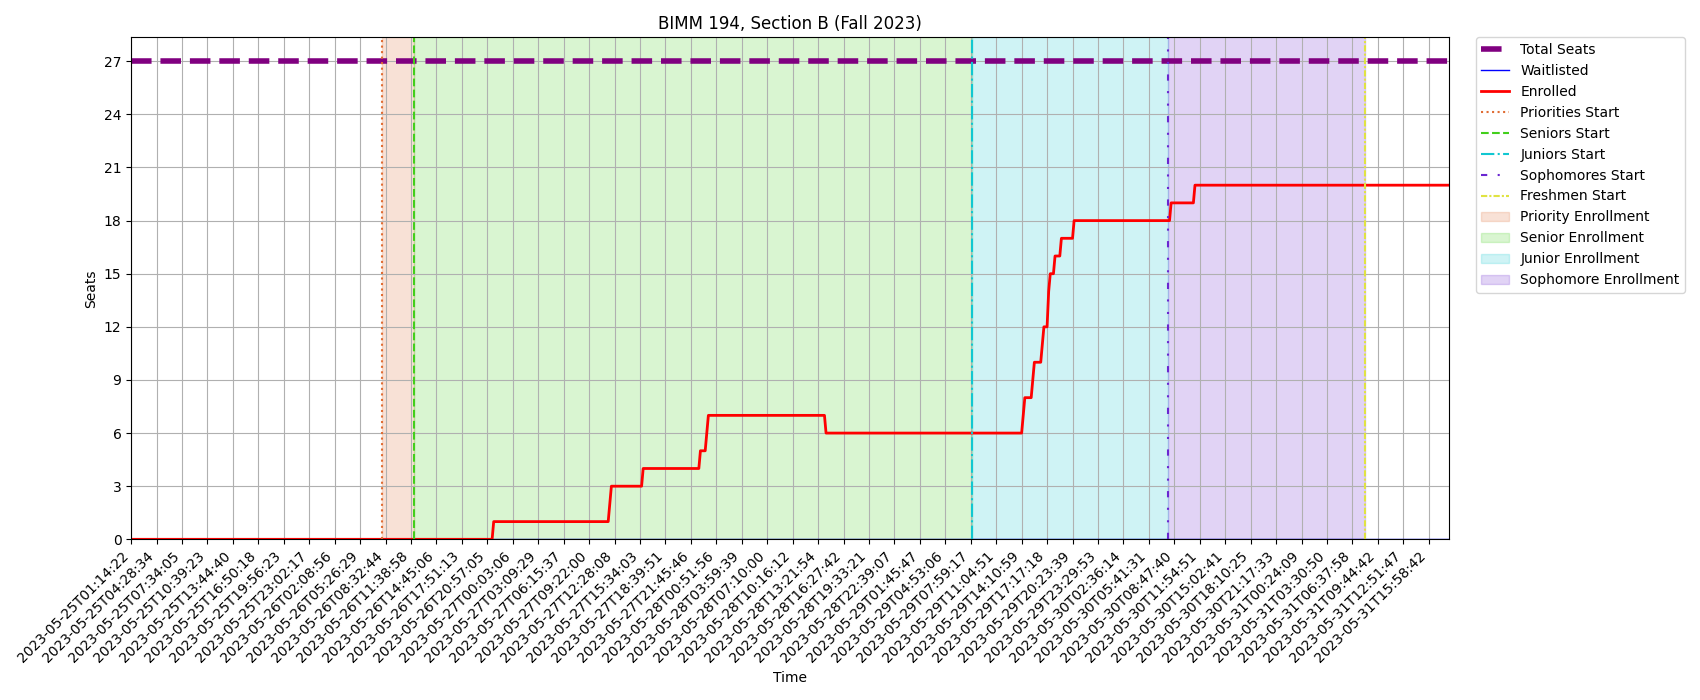 BIMM 194, Section B (Fall 2023)
Total Seats
Waitlisted
Enrolled
Priorities Start
Seniors Start
Juniors Start
Sophomores Start
Freshmen Start
Priority Enrollment
Senior Enrollment
Junior Enrollment
Sophomore Enrollment
Seats
27
24
21
18
15
12
9
6
3
0
2023-05-25T01:14:22
2023-05-25T04:28:34
2023-05-25T07:34:05
2023-05-25T10:39:23
2023-05-25T13:44:40
2023-05-25T16:50:18
2023-05-25T19:56:23
2023-05-25T23:02:17
2023-05-26T02:08:56
2023-05-26T05:26:29
2023-05-26T08:32:44
2023-05-26T11:38:58
2023-05-26T14:45:06
2023-05-26T17:51:13
2023-05-26T20:57:05
2023-05-27T00:03:06
2023-05-27T03:09:29
2023-05-27T06:15:37
2023-05-27T09:22:00
2023-05-27T12:28:08
2023-05-27T15:34:03
2023-05-27T18:39:51
2023-05-27T21:45:46
2023-05-28T00:51:56
2023-05-28T03:59:39
2023-05-28T07:10:00
2023-05-28T10:16:12
2023-05-28T13:21:54
2023-05-28T16:27:42
2023-05-28T19:33:21
2023-05-28T22:39:07
2023-05-29T01:45:47
2023-05-29T04:53:06
2023-05-29T07:59:17
2023-05-29T11:04:51
2023-05-29T14:10:59
2023-05-29T17:17:18
2023-05-29T20:23:39
2023-05-29T23:29:53
2023-05-30T02:36:14
2023-05-30T05:41:31
2023-05-30T08:47:40
2023-05-30T11:54:51
2023-05-30T15:02:41
2023-05-30T18:10:25
2023-05-30T21:17:33
2023-05-31T00:24:09
2023-05-31T03:30:50
2023-05-31T06:37:58
2023-05-31T09:44:42
2023-05-31T12:51:47
2023-05-31T15:58:42
Time